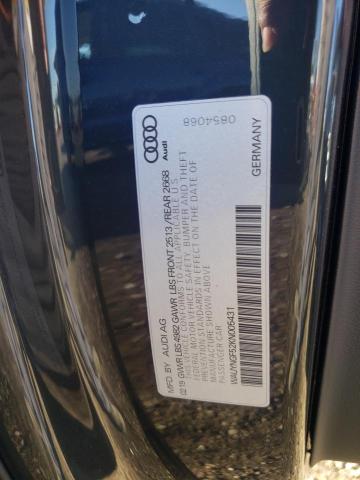 MFD BY AUDI AG
02 19 GVWR LBS 4982 GAWR LBS FRONT 2513 / REAR 2668
THIS VEHICLE CONFORMS TO ALL APPLICABLE U S
FEDERAL MOTOR VEHICLE SAFETY, BUMPER AND THEFT
PREVENTION STANDARDS IN EFFECT ON THE DATE OF
MANUFACTURE SHOWN ABOVE
PASSENGER CAR
WAUYNGF52KN005431
Audi
0854068
GERMANY